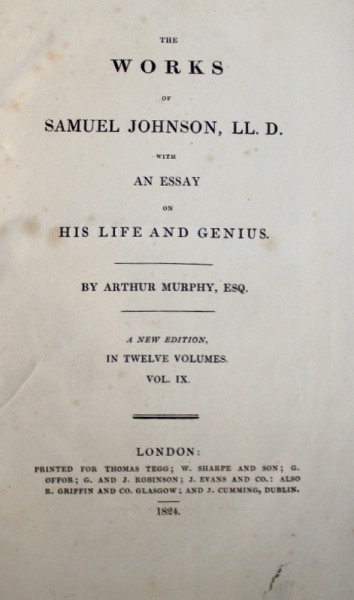 THE
WORKS
OF
SAMUEL JOHNSON, LL. D.
WITH
AN ESSAY
ON
HIS LIFE AND GENIUS.
BY ARTHUR MURPHY, ESQ.
A NEW EDITION,
IN TWELVE VOLUMES.
VOL. IX.
LONDON:
PRINTED FOR THOMAS TEGG; W. SHARPE AND SON; G.
OFFOR; G. AND J. ROBINSON; J. EVANS AND CO.: ALSO
R. GRIFFIN AND CO. GLASGOW; AND J. CUMMING, DUBLIN.
1824.